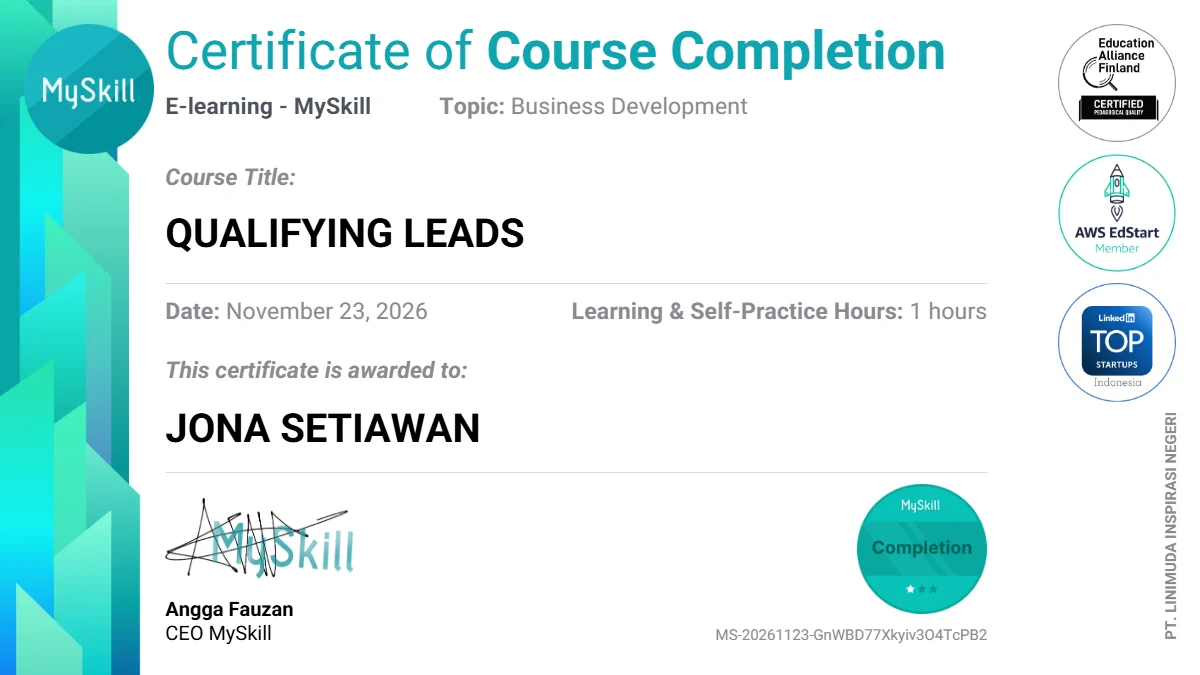 MySkill
Certificate of Course Completion
E-learning - MySkill
Topic: Business Development
Course Title:
QUALIFYING LEADS
Date: November 23, 2026
Learning & Self-Practice Hours: 1 hours
This certificate is awarded to:
JONA SETIAWAN
MySkill
Angga Fauzan
CEO MySkill
MySkill
Completion
MS-20261123-GnWBD77Xkyiv3O4TcPB2
Education
Alliance
Finland
CERTIFIED
PEDAGOGICAL QUALITY
AWS EdStart
Member
LinkedIn
TOP
STARTUPS
Indonesia
PT. LINIMUDA INSPIRASI NEGERI